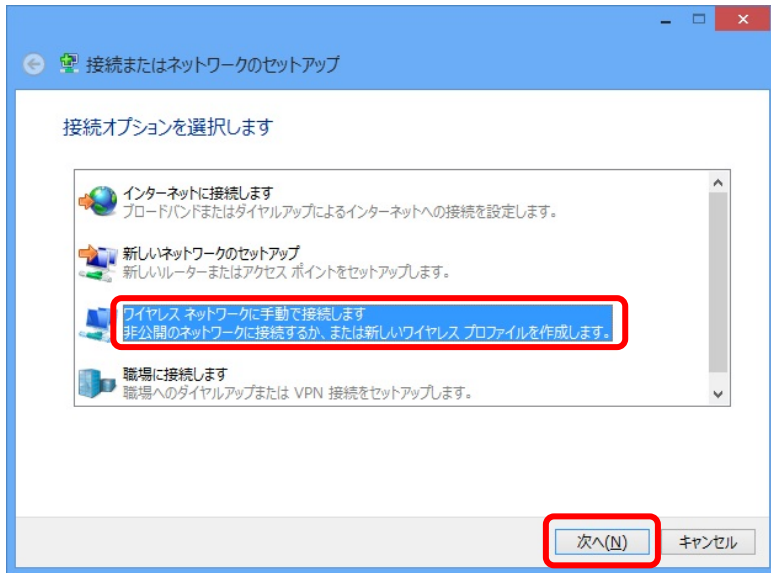 接続またはネットワークのセットアップ
接続オプションを選択します
インターネットに接続します
ブロードバンドまたはダイヤルアップによるインターネットへの接続を設定します。
新しいネットワークのセットアップ
新しいルーターまたはアクセス ポイントをセットアップします。
ワイヤレス ネットワークに手動で接続します
非公開のネットワークに接続するか、または新しいワイヤレス プロファイルを作成します。
職場に接続します
職場へのダイヤルアップまたは VPN 接続をセットアップします。
次へ(N)
キャンセル